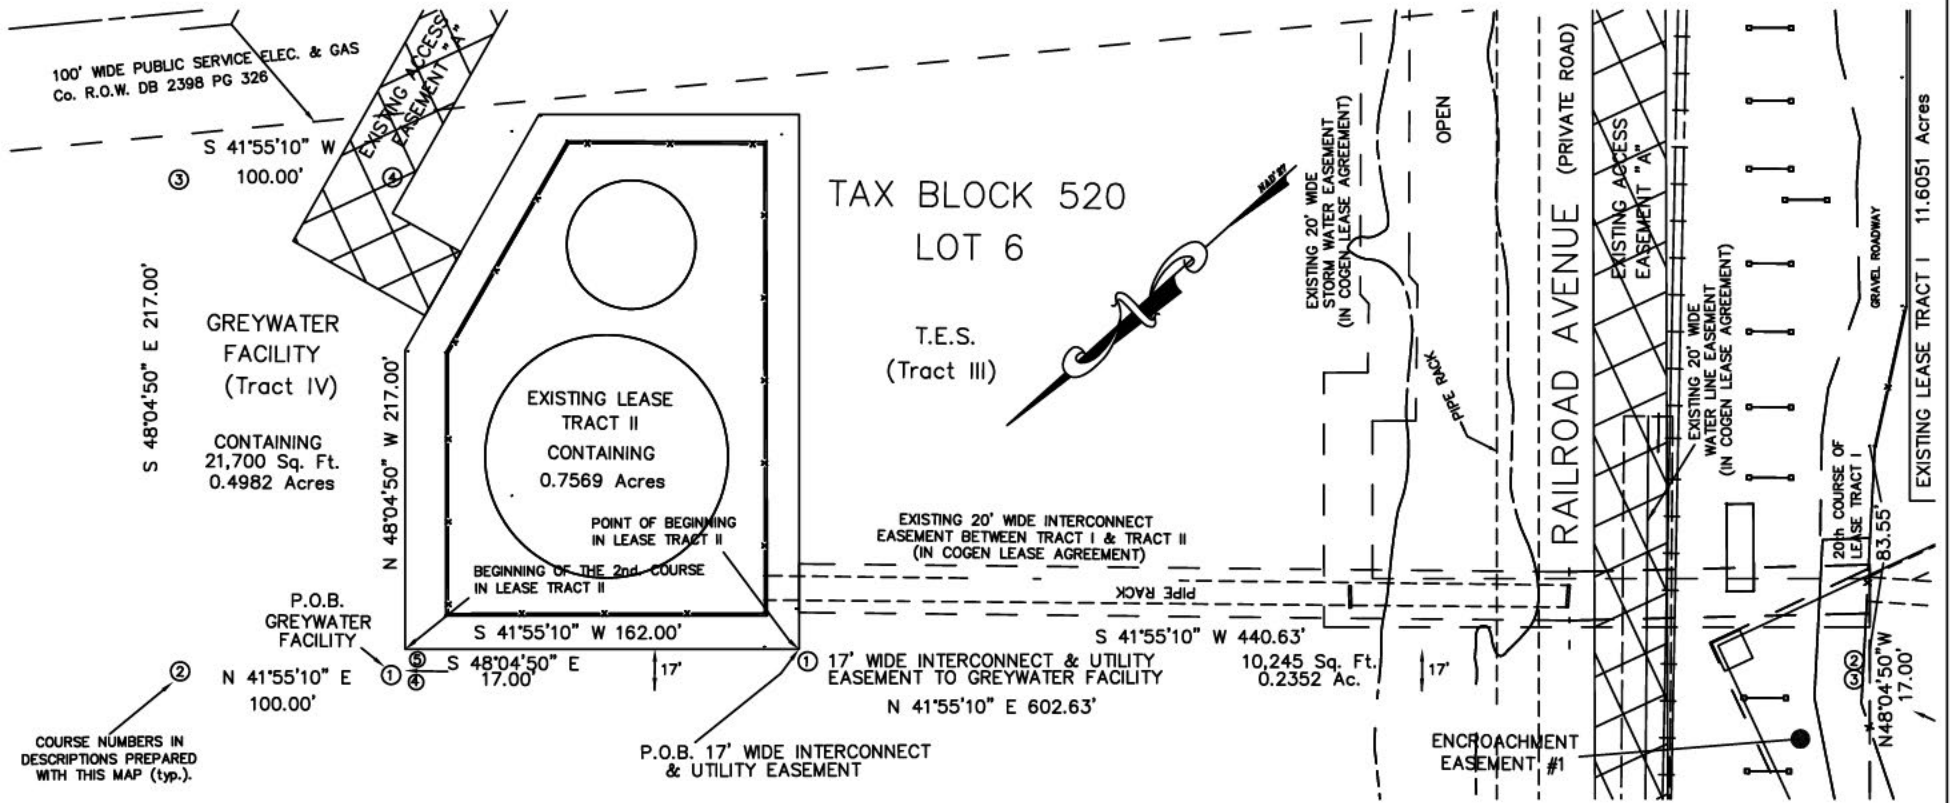 100' WIDE PUBLIC SERVICE ELEC. & GAS
Co. R.O.W. DB 2398 PG 326
EXISTING ACCESS
EASEMENT "A"
S 41°55'10" W
100.00'
3
4
S 48°04'50" E 217.00'
GREYWATER
FACILITY
(Tract IV)
CONTAINING
21,700 Sq. Ft.
0.4982 Acres
N 48°04'50" W 217.00'
EXISTING LEASE
TRACT II
CONTAINING
0.7569 Acres
POINT OF BEGINNING
IN LEASE TRACT II
BEGINNING OF THE 2nd. COURSE
IN LEASE TRACT II
P.O.B.
GREYWATER
FACILITY
S 41°55'10" W 162.00'
2
N 41°55'10" E
100.00'
1
5
4
S 48°04'50" E
17.00'
17'
COURSE NUMBERS IN
DESCRIPTIONS PREPARED
WITH THIS MAP (typ.).
TAX BLOCK 520
LOT 6
T.E.S.
(Tract III)
NAD'27
EXISTING 20' WIDE INTERCONNECT
EASEMENT BETWEEN TRACT I & TRACT II
(IN COGEN LEASE AGREEMENT)
PIPE RACK
S 41°55'10" W 440.63'
1
17' WIDE INTERCONNECT & UTILITY
EASEMENT TO GREYWATER FACILITY
10,245 Sq. Ft.
0.2352 Ac.
17'
N 41°55'10" E 602.63'
P.O.B. 17' WIDE INTERCONNECT
& UTILITY EASEMENT
EXISTING 20' WIDE
STORM WATER EASEMENT
(IN COGEN LEASE AGREEMENT)
OPEN
PIPE RACK
RAILROAD AVENUE (PRIVATE ROAD)
EXISTING ACCESS
EASEMENT "A"
EXISTING 20' WIDE
WATER LINE EASEMENT
(IN COGEN LEASE AGREEMENT)
GRAVEL ROADWAY
EXISTING LEASE TRACT I 11.6051 Acres
20th COURSE OF
LEASE TRACT I
83.55'
2
3
N48°04'50"W
17.00'
ENCROACHMENT
EASEMENT #1